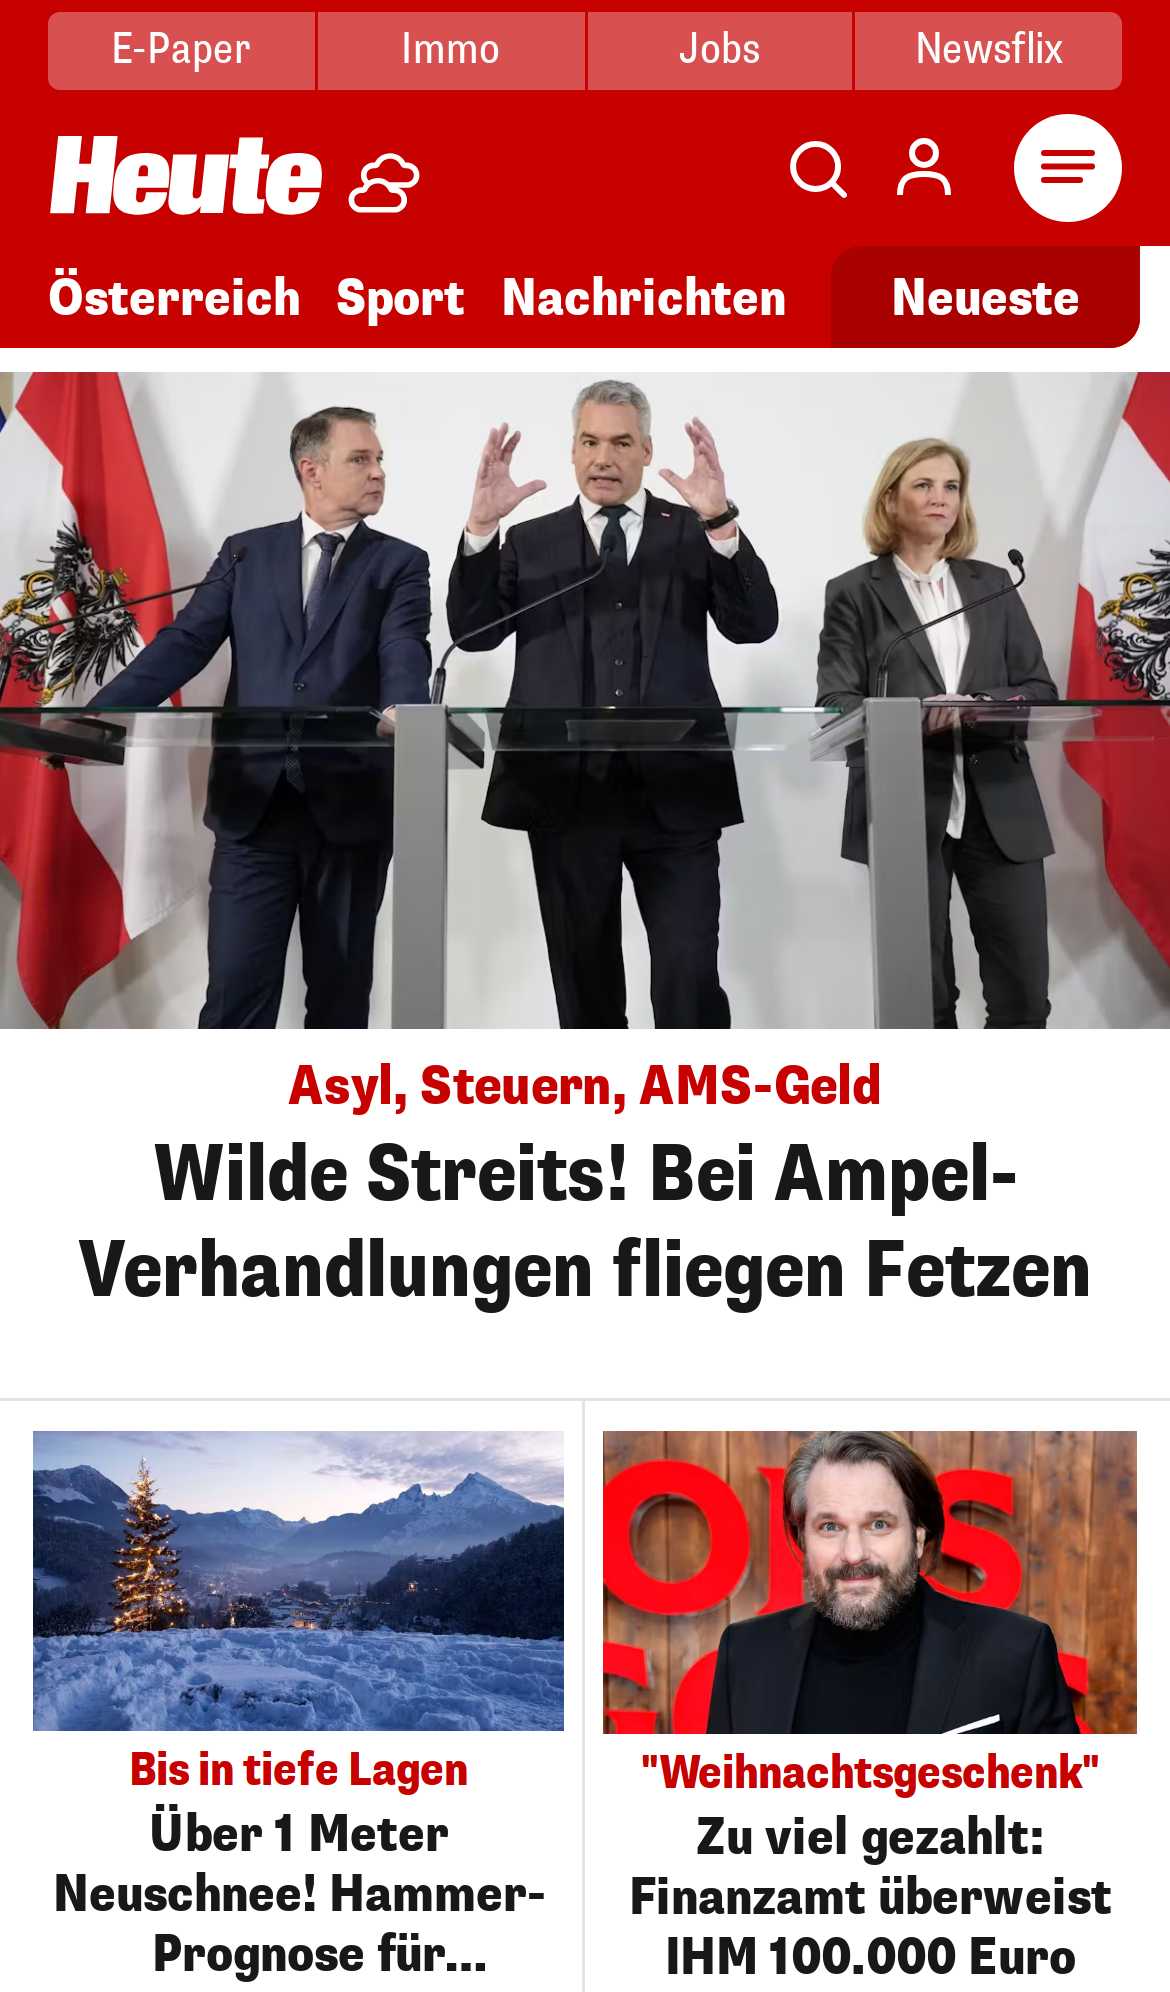 E-Paper Immo Jobs Newsflix
Heute
Österreich Sport Nachrichten Neueste
Asyl, Steuern, AMS-Geld
Wilde Streits! Bei Ampel-
Verhandlungen fliegen Fetzen
Bis in tiefe Lagen
Über 1 Meter
Neuschnee! Hammer-
Prognose für...
"Weihnachtsgeschenk"
Zu viel gezahlt:
Finanzamt überweist
IHM 100.000 Euro